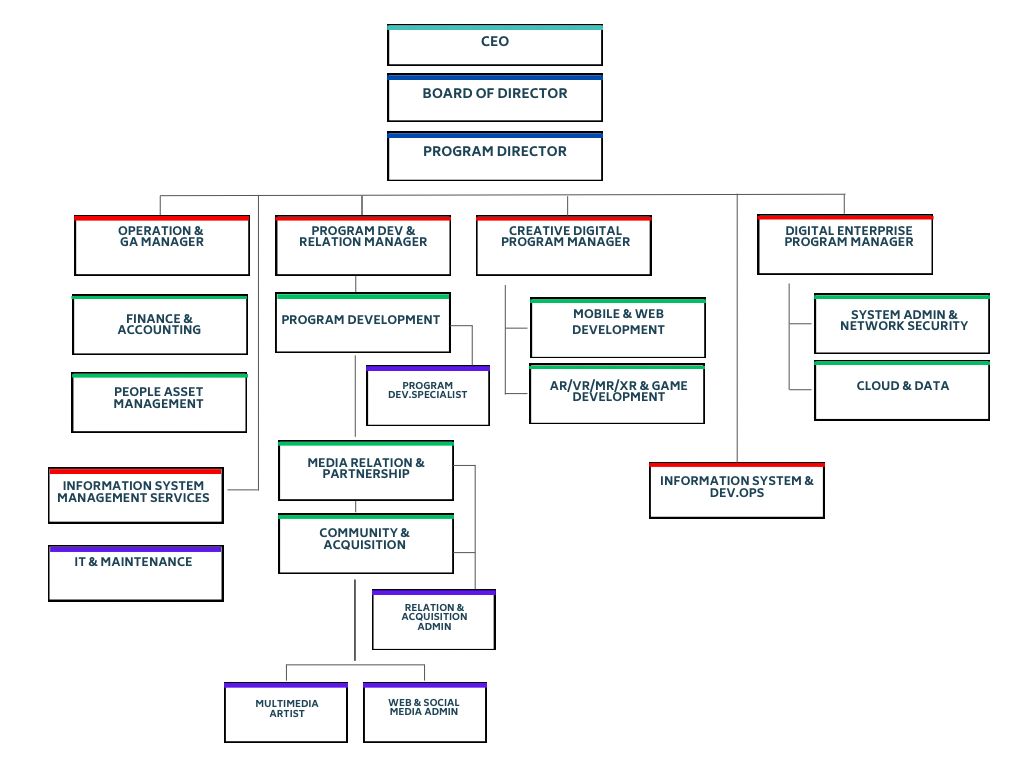 CEO
BOARD OF DIRECTOR
PROGRAM DIRECTOR
OPERATION &
GA MANAGER
PROGRAM DEV &
RELATION MANAGER
CREATIVE DIGITAL
PROGRAM MANAGER
DIGITAL ENTERPRISE
PROGRAM MANAGER
FINANCE &
ACCOUNTING
PROGRAM DEVELOPMENT
MOBILE & WEB
DEVELOPMENT
SYSTEM ADMIN &
NETWORK SECURITY
PEOPLE ASSET
MANAGEMENT
PROGRAM
DEV.SPECIALIST
AR/VR/MR/XR & GAME
DEVELOPMENT
CLOUD & DATA
MEDIA RELATION &
PARTNERSHIP
INFORMATION SYSTEM
MANAGEMENT SERVICES
INFORMATION SYSTEM &
DEV.OPS
COMMUNITY &
ACQUISITION
IT & MAINTENANCE
RELATION &
ACQUISITION
ADMIN
MULTIMEDIA
ARTIST
WEB & SOCIAL
MEDIA ADMIN